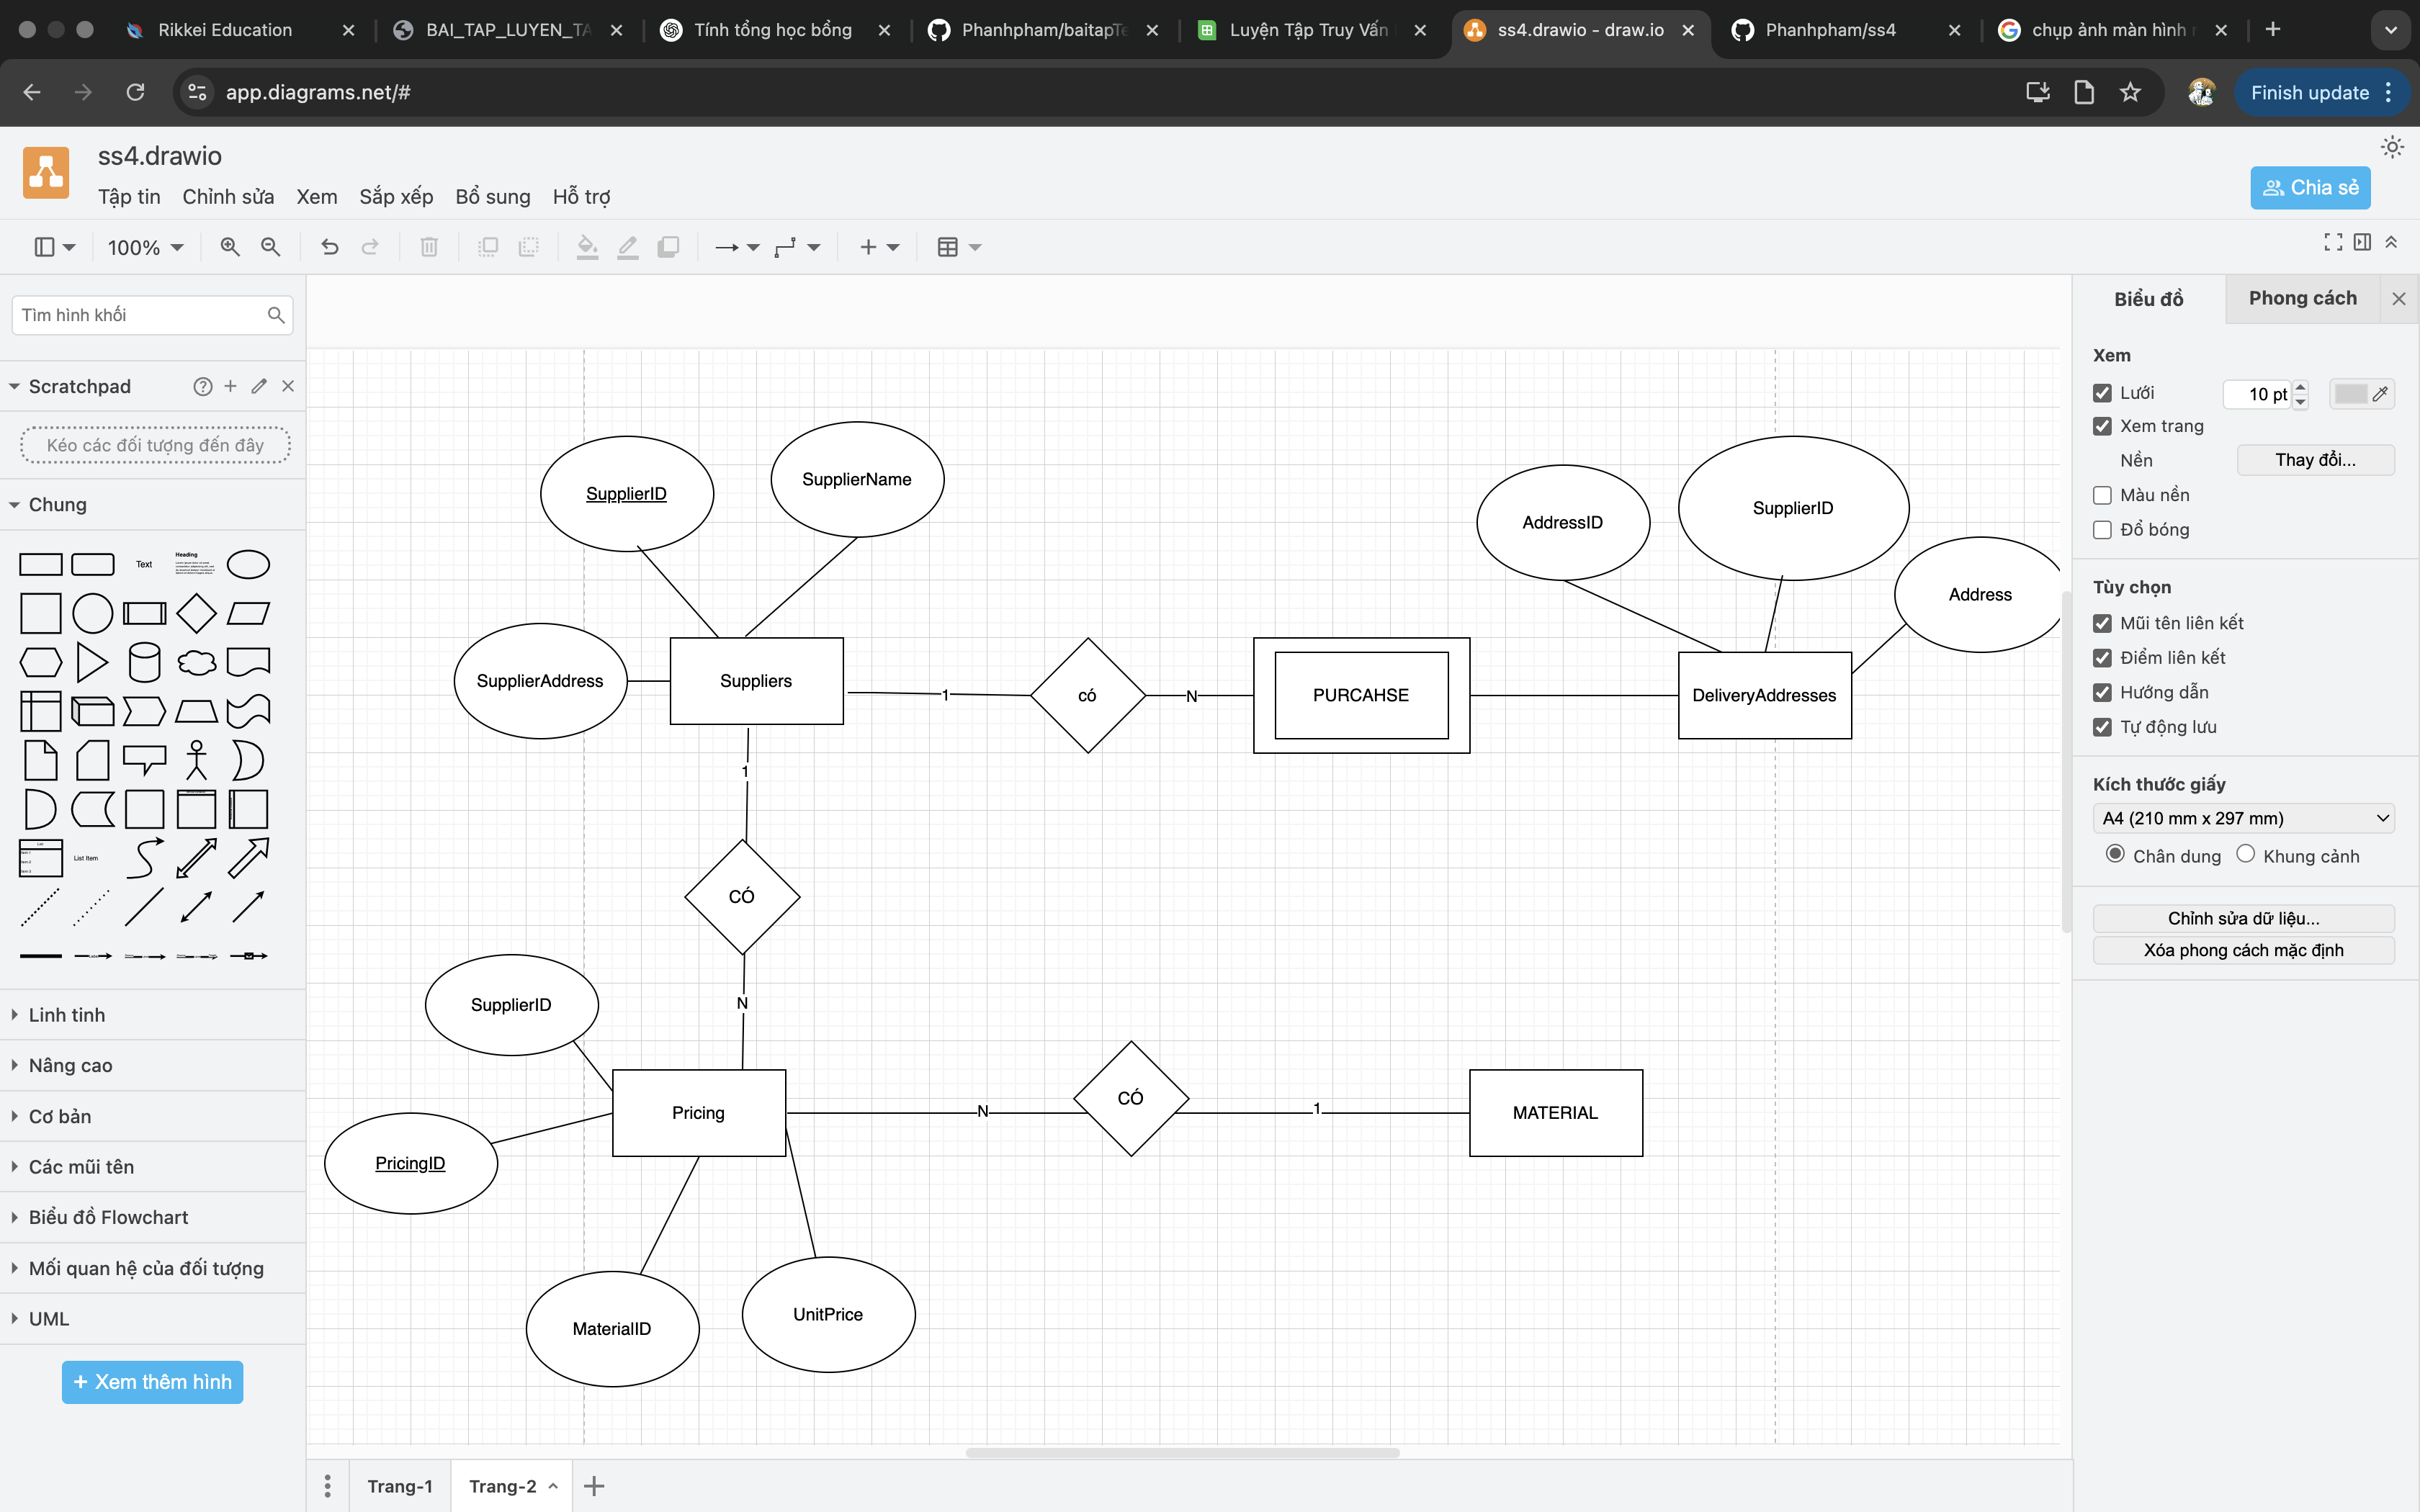 Rikkei Education
BAI_TAP_LUYEN_TA
Tính tổng học bổng
Phanhpham/baitapTe
Luyện Tập Truy Vấn
ss4.drawio - draw.io
Phanhpham/ss4
chụp ảnh màn hình
app.diagrams.net/#
Finish update
ss4.drawio
Tập tin Chỉnh sửa Xem Sắp xếp Bổ sung Hỗ trợ
Chia sẻ
100%
Tìm hình khối
Scratchpad
Kéo các đối tượng đến đây
Chung
Text
Heading
List
List Item
Linh tinh
Nâng cao
Cơ bản
Các mũi tên
Biểu đồ Flowchart
Mối quan hệ của đối tượng
UML
+ Xem thêm hình
SupplierID
SupplierName
SupplierAddress
Suppliers
1
có
N
PURCAHSE
AddressID
SupplierID
Address
DeliveryAddresses
1
CÓ
N
SupplierID
Pricing
PricingID
MaterialID
UnitPrice
N
CÓ
1
MATERIAL
Biểu đồ
Phong cách
Xem
Lưới
10 pt
Xem trang
Nền
Thay đổi...
Màu nền
Đổ bóng
Tùy chọn
Mũi tên liên kết
Điểm liên kết
Hướng dẫn
Tự động lưu
Kích thước giấy
A4 (210 mm x 297 mm)
Chân dung Khung cảnh
Chỉnh sửa dữ liệu...
Xóa phong cách mặc định
Trang-1
Trang-2